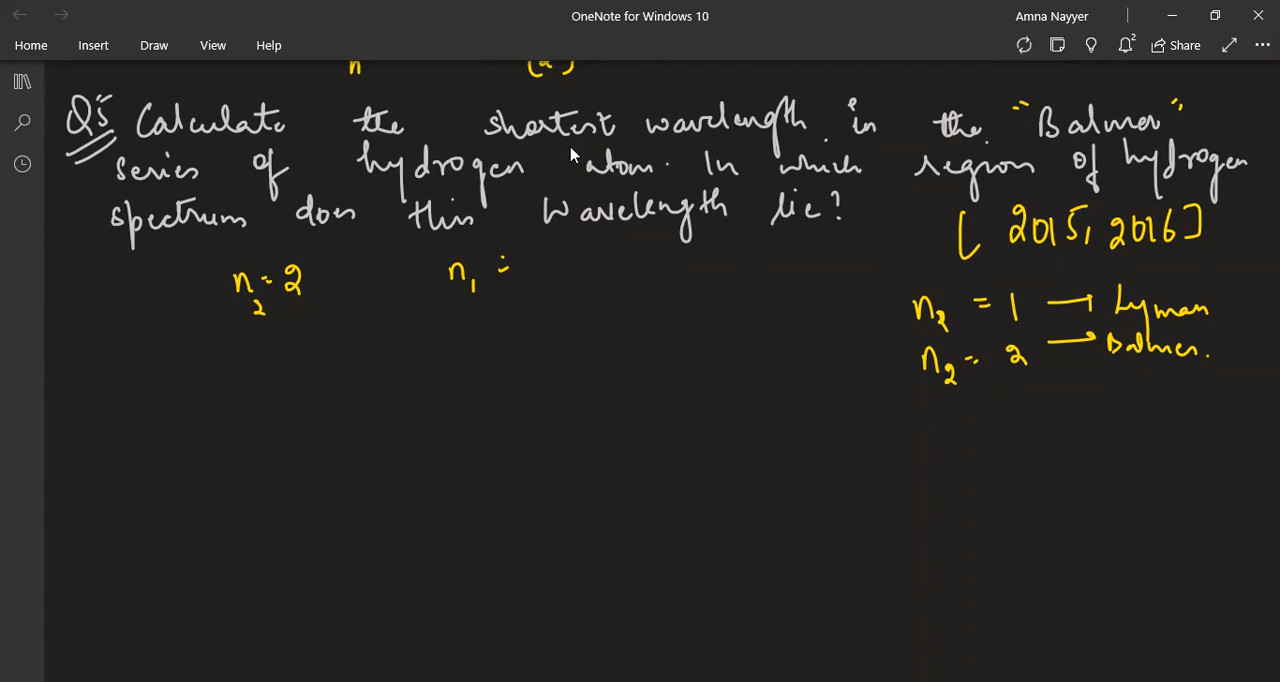 OneNote for Windows 10
Amna Nayyer
Home Insert Draw View Help
2 Share
n (2)
Q5 Calculate the shortest wavelength in the "Balmer"
series of hydrogen atom. In which region of hydrogen
spectrum does this wavelength lie?
[2015, 2016]
n₂ = 2 n₁ =
n₂ = 1 → Lyman
n₂ = 2 → Balmer.